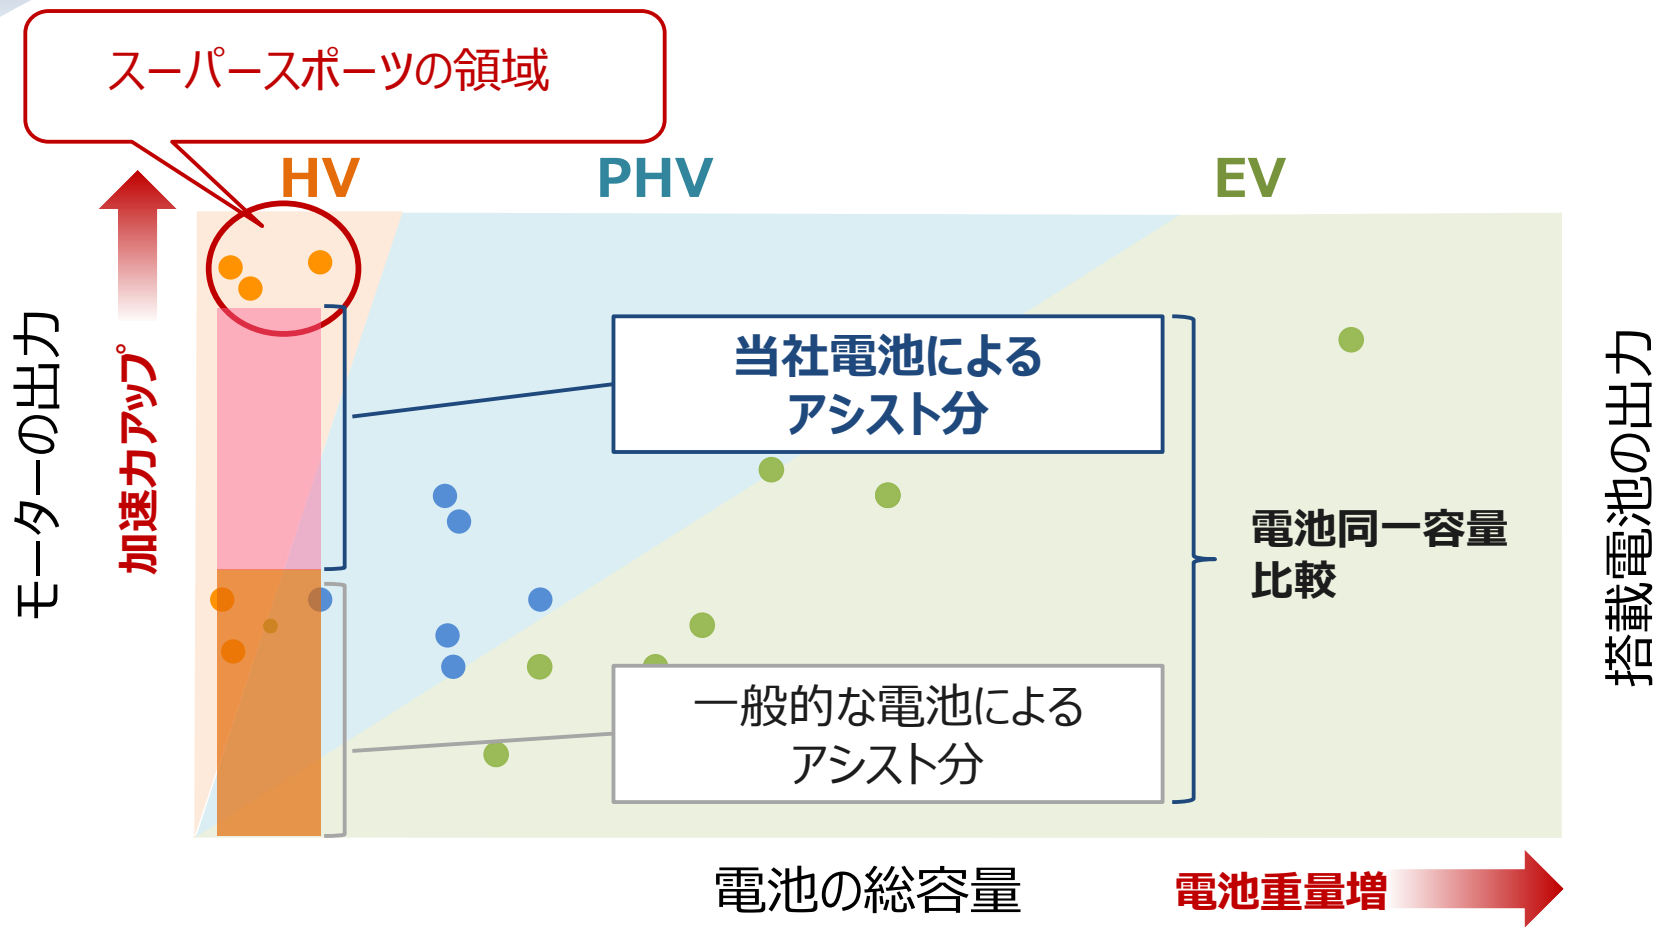 スーパースポーツの領域
HV
PHV
EV
モーターの出力
加速力アップ
当社電池による
アシスト分
電池同一容量
比較
搭載電池の出力
一般的な電池による
アシスト分
電池の総容量
電池重量増